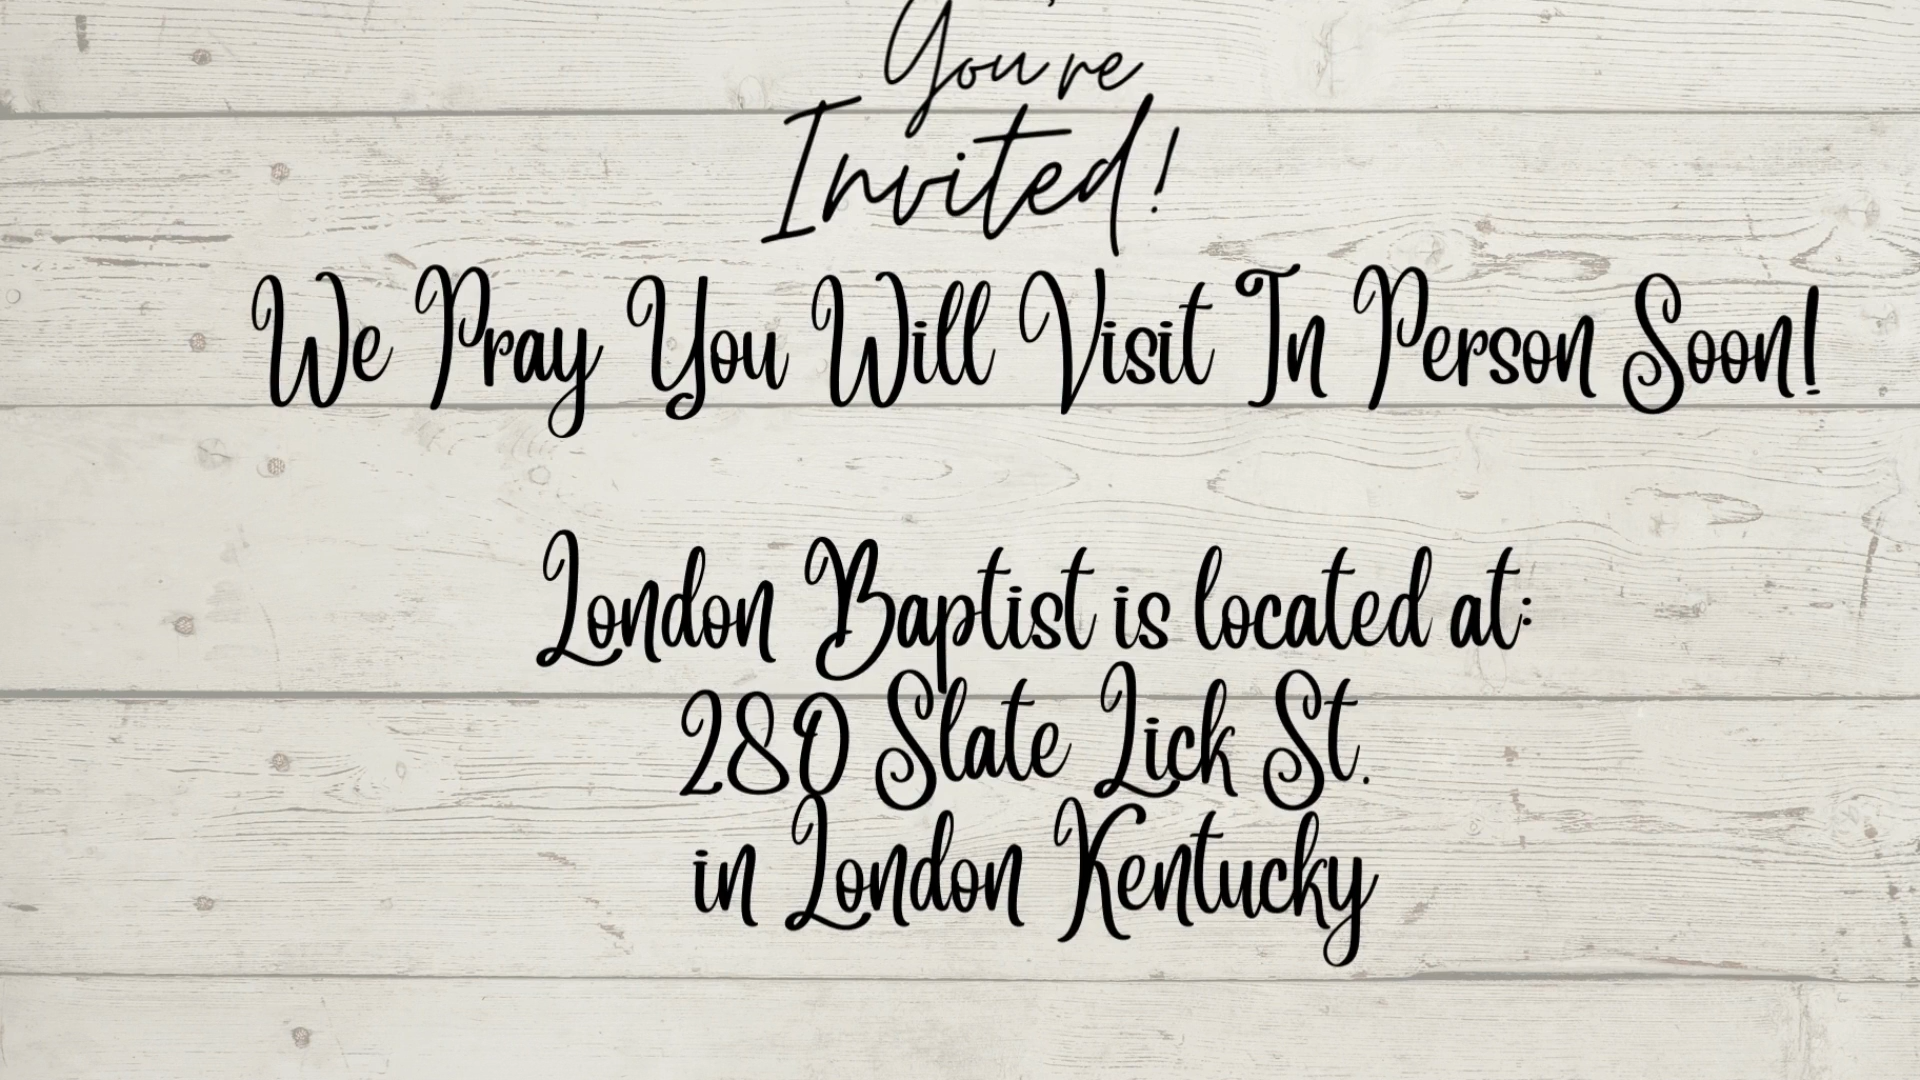 You're
Invited!
We Pray You Will Visit In Person Soon!
London Baptist is located at:
280 Slate Lick St.
in London Kentucky